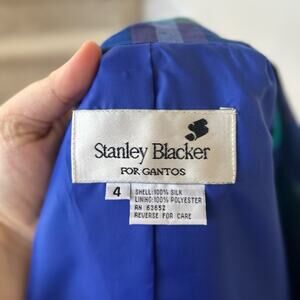 Stanley Blacker
FOR GANTOS
4
SHELL:100% SILK
LINING:100% POLYESTER
RN 63652
REVERSE FOR CARE